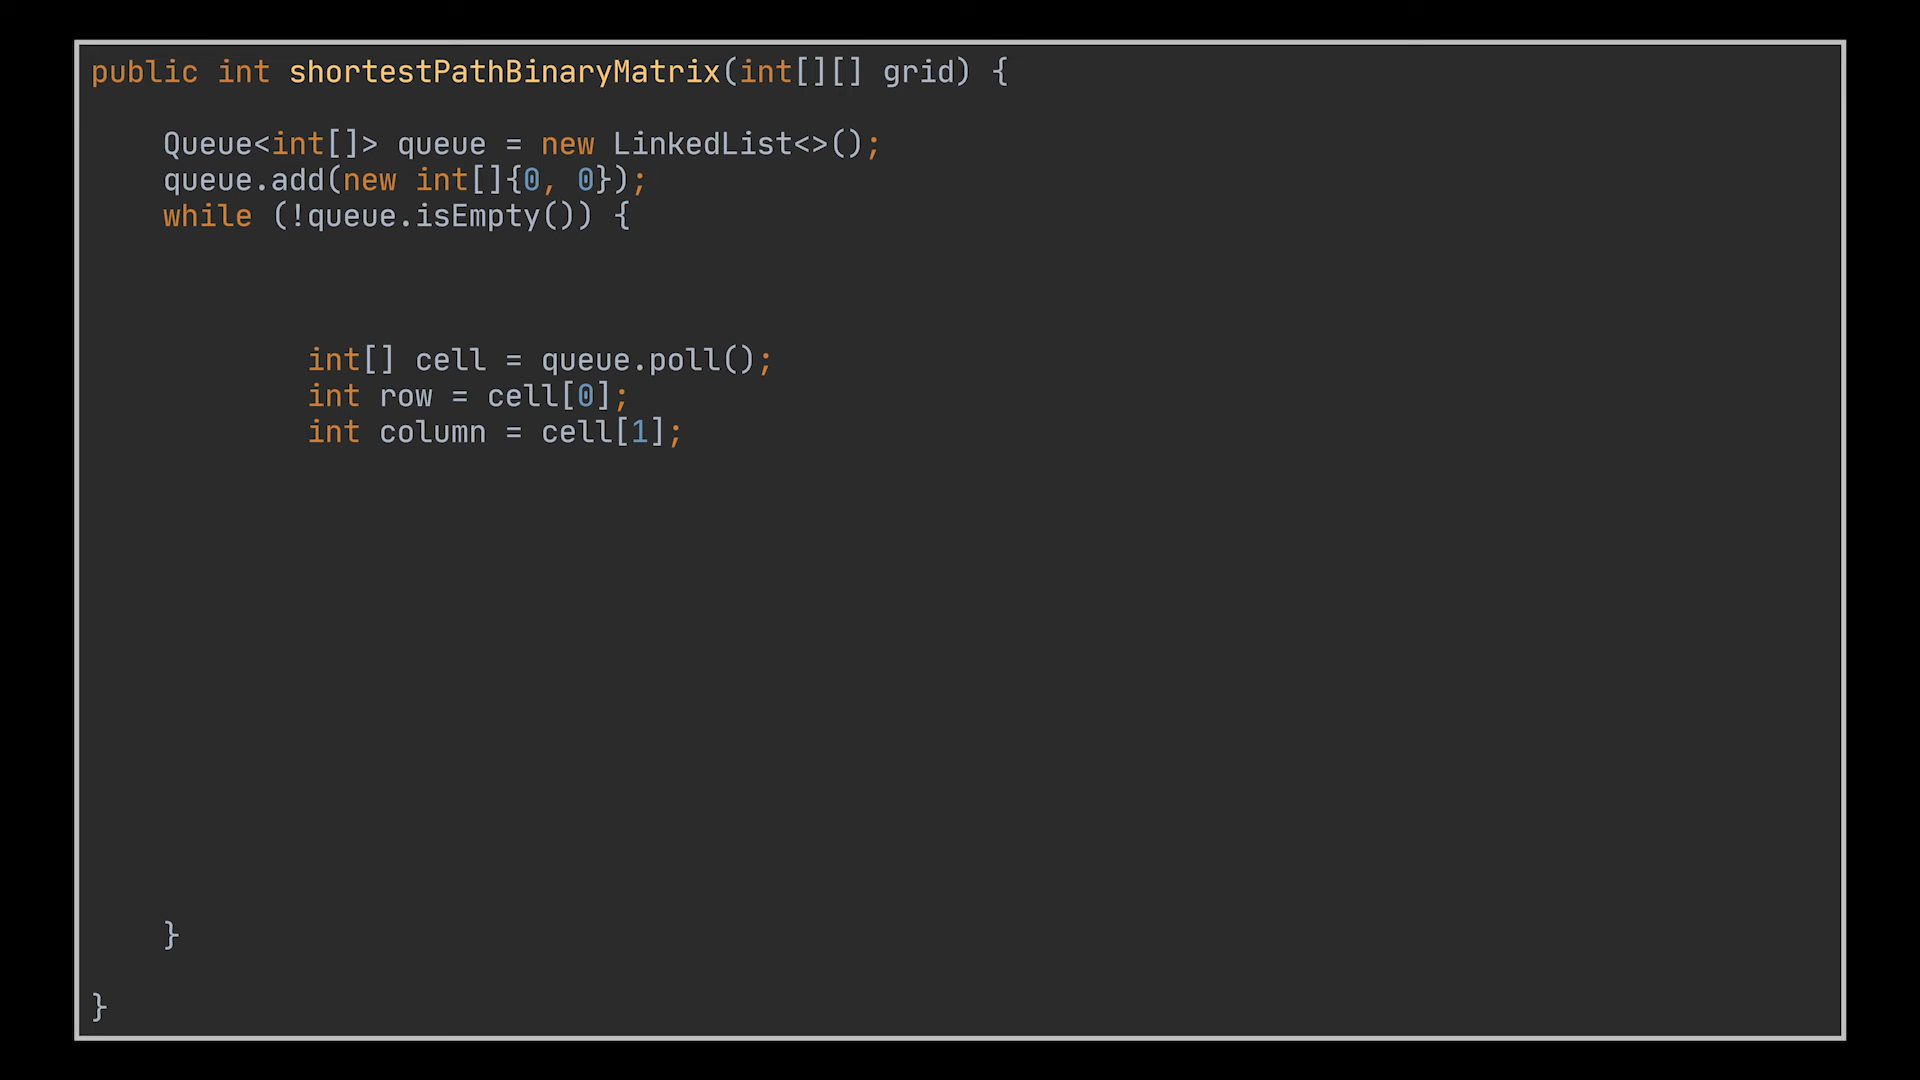 public int shortestPathBinaryMatrix(int[][] grid) {
Queue<int[]> queue = new LinkedList<>();
queue.add(new int[]{0, 0});
while (!queue.isEmpty()) {
int[] cell = queue.poll();
int row = cell[0];
int column = cell[1];
}
}